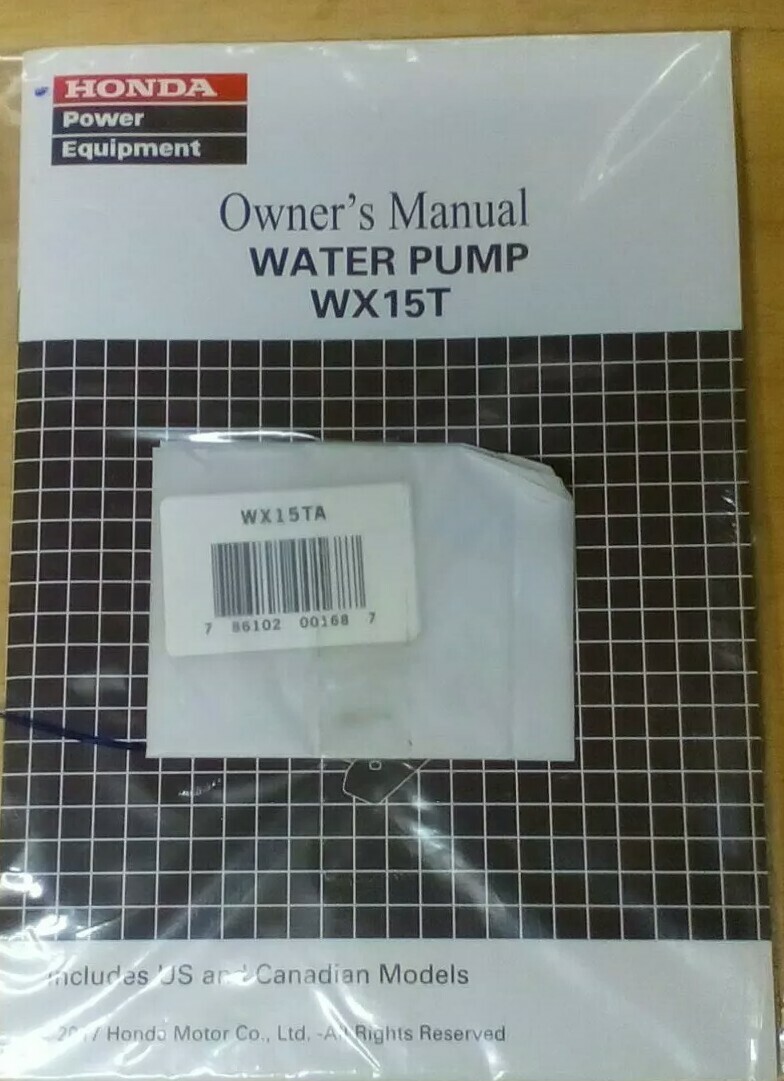 HONDA
Power
Equipment
Owner's Manual
WATER PUMP
WX15T
WX15TA
7 86102 00168 7
Includes US and Canadian Models
Honda Motor Co., Ltd. -All Rights Reserved